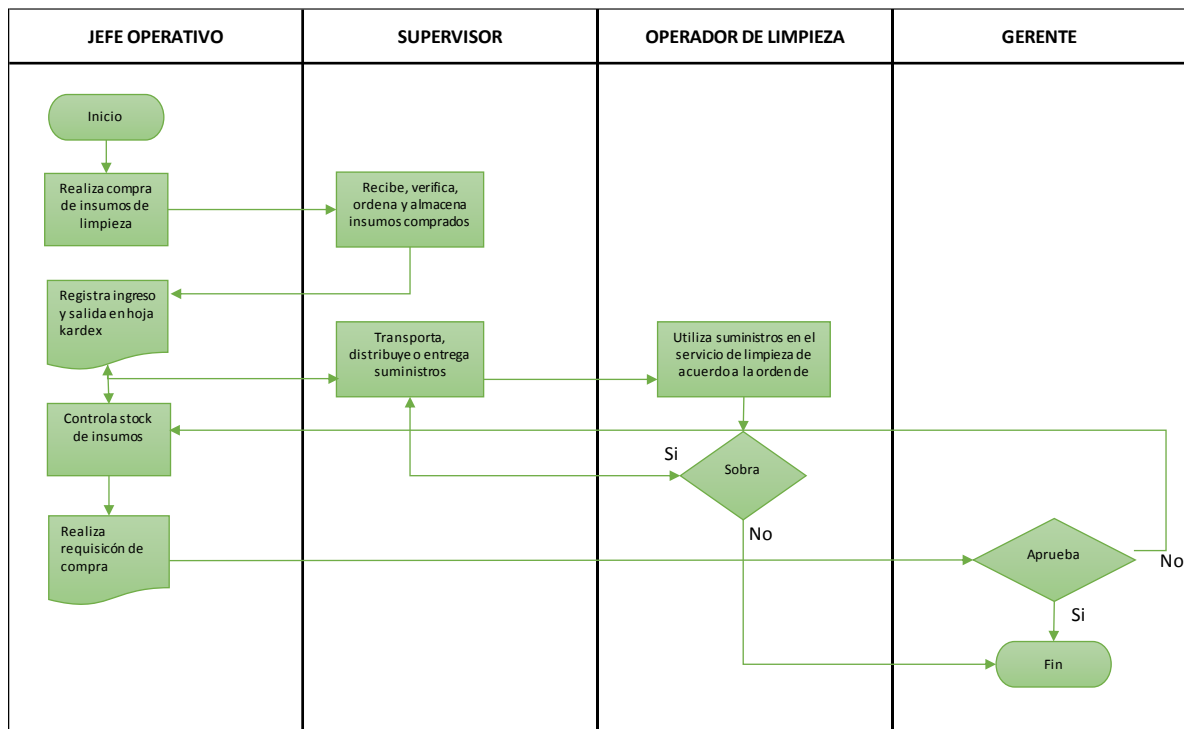 JEFE OPERATIVO
SUPERVISOR
OPERADOR DE LIMPIEZA
GERENTE
Inicio
Realiza compra
de insumos de
limpieza
Recibe, verifica,
ordena y almacena
insumos comprados
Registra ingreso
y salida en hoja
kardex
Transporta,
distribuye o entrega
suministros
Utiliza suministros en el
servicio de limpieza de
acuerdo a la orden de
Controla stock
de insumos
Si
Sobra
No
Realiza
requisicón de
compra
Aprueba
No
Si
Fin